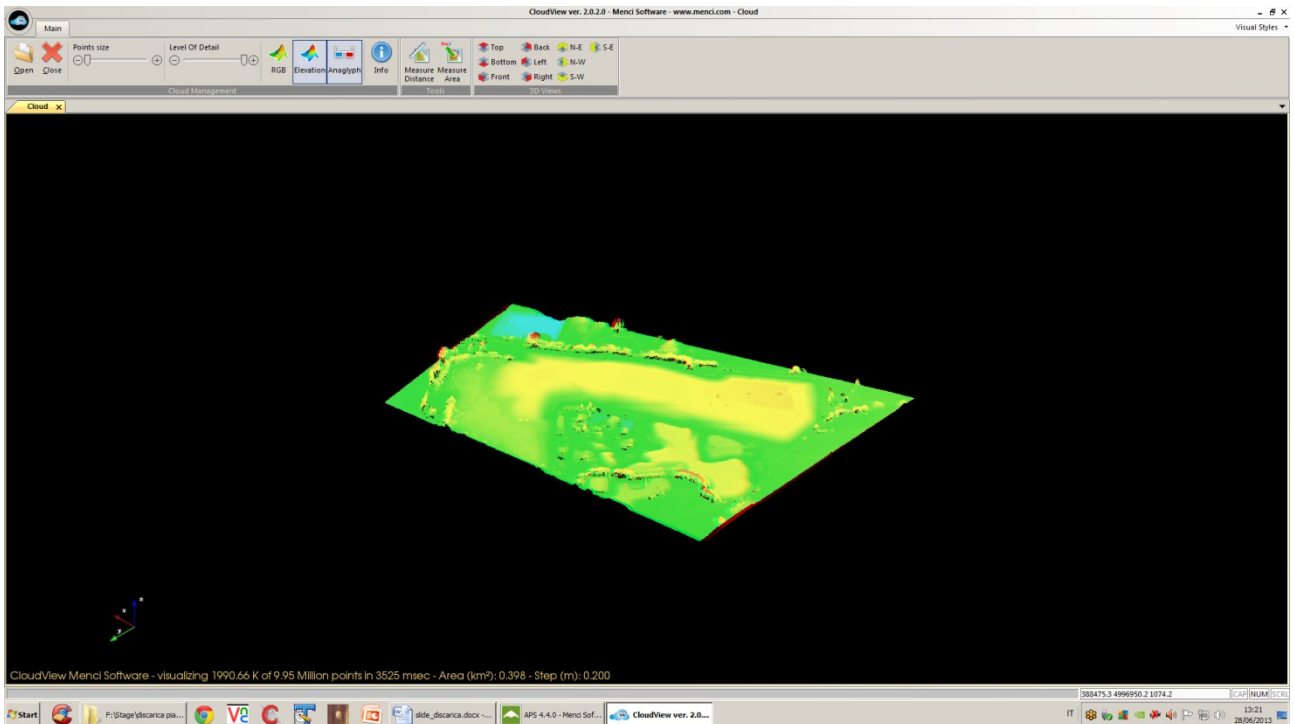 CloudView ver. 2.0.2.0 - Menci Software - www.menci.com - Cloud
Main
Visual Styles
Points size
Level Of Detail
Open
Close
RGB
Elevation
Anaglyph
Info
Measure Distance
Measure Area
Top
Back
N-E
S-E
Bottom
Left
N-W
Front
Right
S-W
Cloud Management
Tools
3D Views
Cloud x
x
y
CloudView Menci Software - visualizing 1990.66 K of 9.95 Million points in 3525 msec - Area (km²): 0.398 - Step (m): 0.200
388475.3 4996950.2 1074.2
CAP NUM SCRL
Start
F:\Stage\discarica pia...
slide_discarica.docx -...
APS 4.4.0 - Menci Sof...
CloudView ver. 2.0....
IT
13:21
28/06/2013